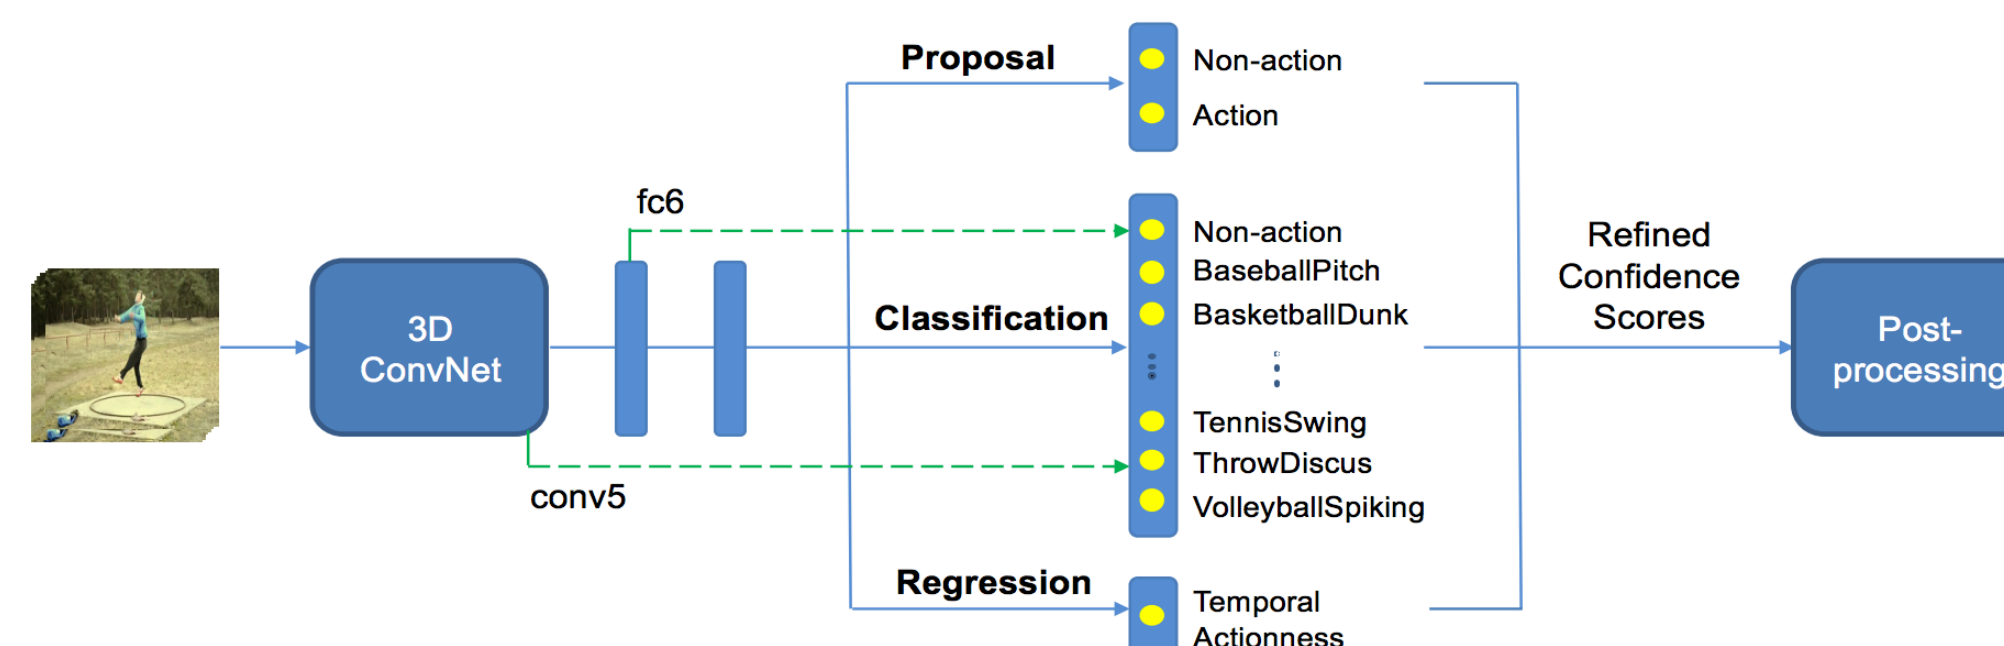 Proposal
Non-action
Action
fc6
Non-action
BaseballPitch
BasketballDunk
Classification
3D
ConvNet
TennisSwing
ThrowDiscus
VolleyballSpiking
conv5
Refined
Confidence
Scores
Post-
processing
Regression
Temporal
Actionness